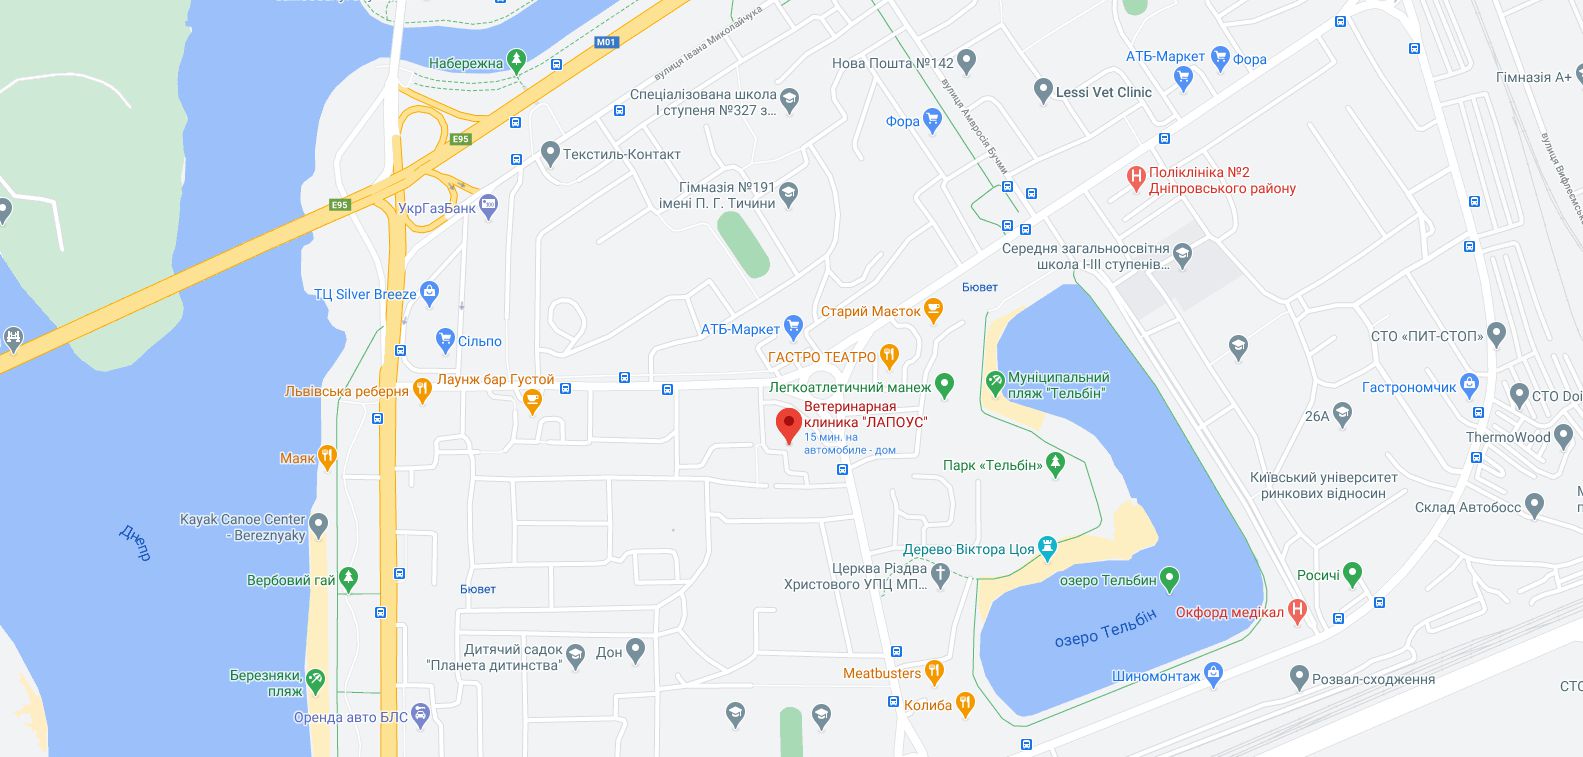 M01
вулиця Івана Миколайчука
Набережна
Нова Пошта №142
АТБ-Маркет
Фора
Гімназія А+
Lessi Vet Clinic
Спеціалізована школа
І ступеня №327 з...
Фора
вулиця Амвросія Бучми
E95
Текстиль-Контакт
Поліклініка №2
Дніпровського району
Гімназія №191
імені П. Г. Тичини
E95
УкрГазБанк
Середня загальноосвітня
школа І-ІІІ ступенів...
Бювет
ТЦ Silver Breeze
Старий Маєток
АТБ-Маркет
Сільпо
СТО «ПИТ-СТОП»
ГАСТРО ТЕАТРО
Лаунж бар Густой
Львівська реберня
Легкоатлетичний манеж
Муніципальний
пляж "Тельбін"
Гастрономчик
СТО Doi
Ветеринарная
клиника "ЛАПОУС"
15 мин. на
автомобиле - дом
26А
ThermoWood
Маяк
Парк «Тельбін»
Київський університет
ринкових відносин
Склад Автобосс
Kayak Canoe Center
- Bereznyaky
Днепр
Дерево Віктора Цоя
Церква Різдва
Христового УПЦ МП...
озеро Тельбин
Росичі
Вербовий гай
Бювет
Окфорд медікал
озеро Тельбін
Дитячий садок
"Планета дитинства"
Дон
Березняки,
пляж
Meatbusters
Шиномонтаж
Розвал-сходження
СТО
Колиба
Оренда авто БЛС